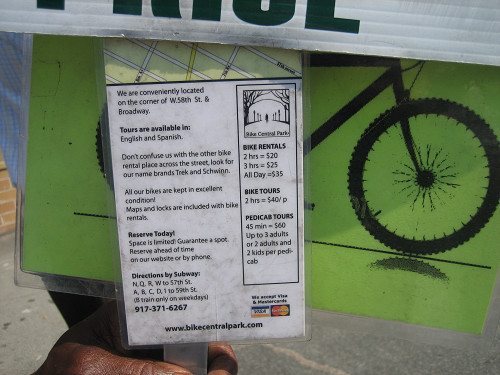 PRICE
We are conveniently located
on the corner of W.58th St. &
Broadway.
Tours are available in:
English and Spanish.
Don't confuse us with the other bike
rental place across the street, look for
our name brands Trek and Schwinn.
All our bikes are kept in excellent
condition!
Maps and locks are included with bike
rentals.
Reserve Today!
Space is limited! Guarantee a spot.
Reserve ahead of time
on our website or by phone.
Directions by Subway:
N, Q, R, W to 57th St.
A, B, C, D, 1 to 59th St.
(B train only on weekdays)
917-371-6267
Bike Central Park
BIKE RENTALS
2 hrs = $20
3 hrs = $25
All Day =$35
BIKE TOURS
2 hrs = $40/ p
PEDICAB TOURS
45 min = $60
Up to 3 adults
or 2 adults and
2 kids per pedi-
cab
We accept Visa
& Mastercards
VISA
MasterCard
www.bikecentralpark.com